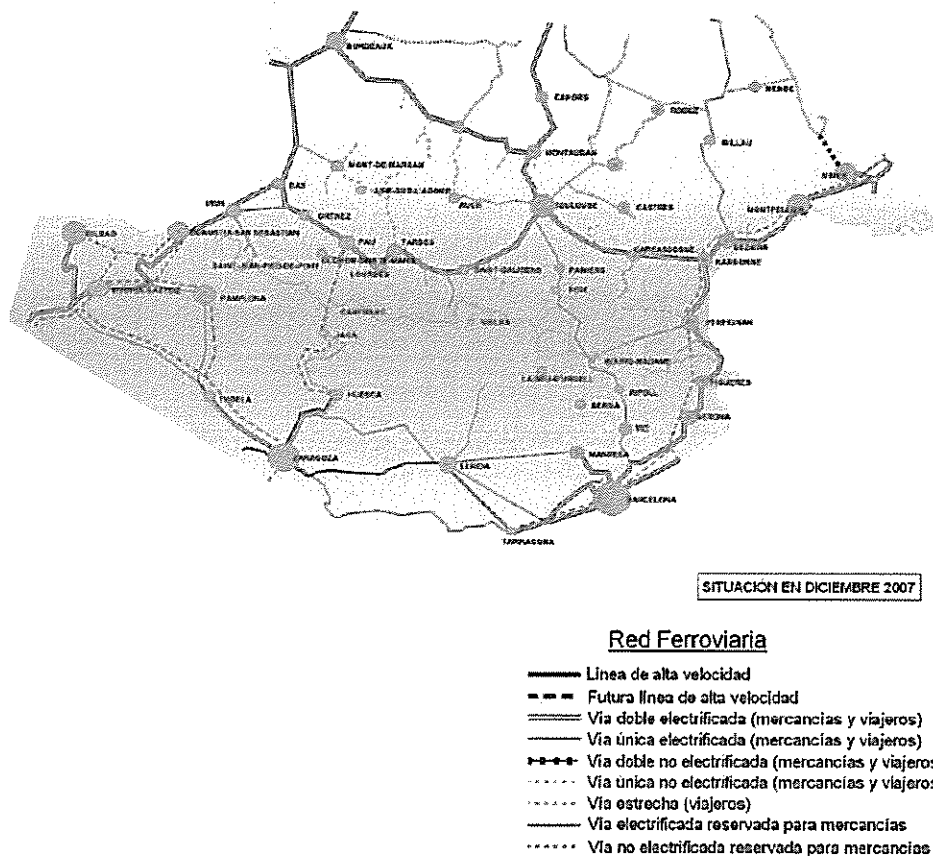 BURDEAUX
CAHORS
MENDE
RODEZ
MILLAU
MONTAUBAN
MONT-DE-MARSAN
DAX
AUCH
TOULOUSE
CASTRES
MONTPELLIER
ORTHEZ
BILBAO
PAU
TARBES
CARCASSONNE
BEZIERS
NARBONNE
SAINT-JEAN-PIED-DE-PORT
LOURDES
SAINT-GAUDENS
PAMIERS
FOIX
PAMPLONA
JACA
PERPIGNAN
BOURG-MADAME
FIGUERES
RIPOLL
BERGA
TUDELA
HUESCA
GERONA
VIC
MANRESA
ZARAGOZA
LERIDA
BARCELONA
TARRAGONA
SITUACIÓN EN DICIEMBRE 2007
Red Ferroviaria
Línea de alta velocidad
Futura línea de alta velocidad
Vía doble electrificada (mercancías y viajeros)
Vía única electrificada (mercancías y viajeros)
Vía doble no electrificada (mercancías y viajeros
Vía única no electrificada (mercancías y viajeros
Vía estrecha (viajeros)
Vía electrificada reservada para mercancías
Vía no electrificada reservada para mercancías